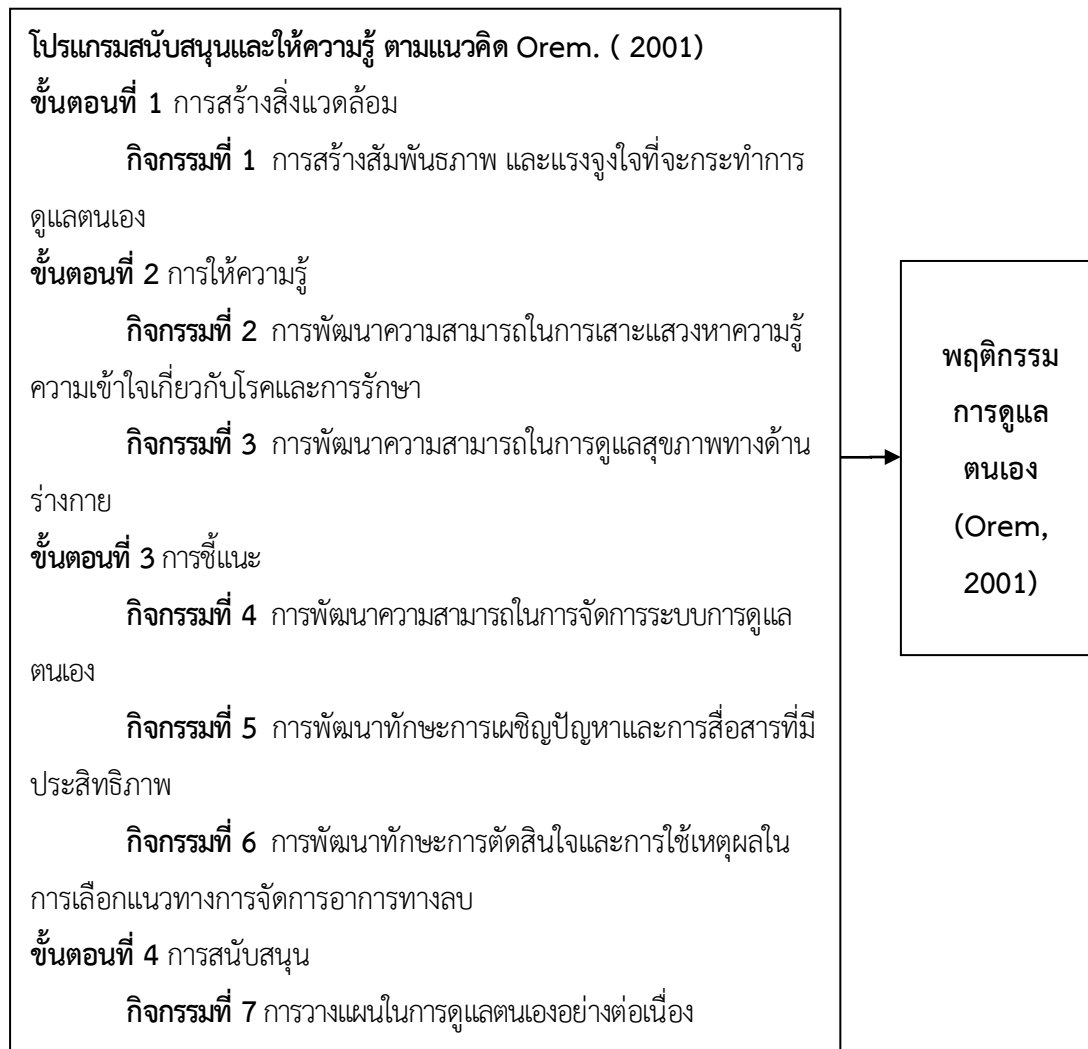 โปรแกรมสนับสนุนและให้ความรู้ ตามแนวคิด Orem. ( 2001)
ขั้นตอนที่ 1 การสร้างสิ่งแวดล้อม
กิจกรรมที่ 1 การสร้างสัมพันธภาพ และแรงจูงใจที่จะกระทำการ
ดูแลตนเอง
ขั้นตอนที่ 2 การให้ความรู้
กิจกรรมที่ 2 การพัฒนาความสามารถในการเสาะแสวงหาความรู้
ความเข้าใจเกี่ยวกับโรคและการรักษา
กิจกรรมที่ 3 การพัฒนาความสามารถในการดูแลสุขภาพทางด้าน
ร่างกาย
ขั้นตอนที่ 3 การชี้แนะ
กิจกรรมที่ 4 การพัฒนาความสามารถในการจัดการระบบการดูแล
ตนเอง
กิจกรรมที่ 5 การพัฒนาทักษะการเผชิญปัญหาและการสื่อสารที่มี
ประสิทธิภาพ
กิจกรรมที่ 6 การพัฒนาทักษะการตัดสินใจและการใช้เหตุผลใน
การเลือกแนวทางการจัดการอาการทางลบ
ขั้นตอนที่ 4 การสนับสนุน
กิจกรรมที่ 7 การวางแผนในการดูแลตนเองอย่างต่อเนื่อง
พฤติกรรม
การดูแล
ตนเอง
(Orem,
2001)